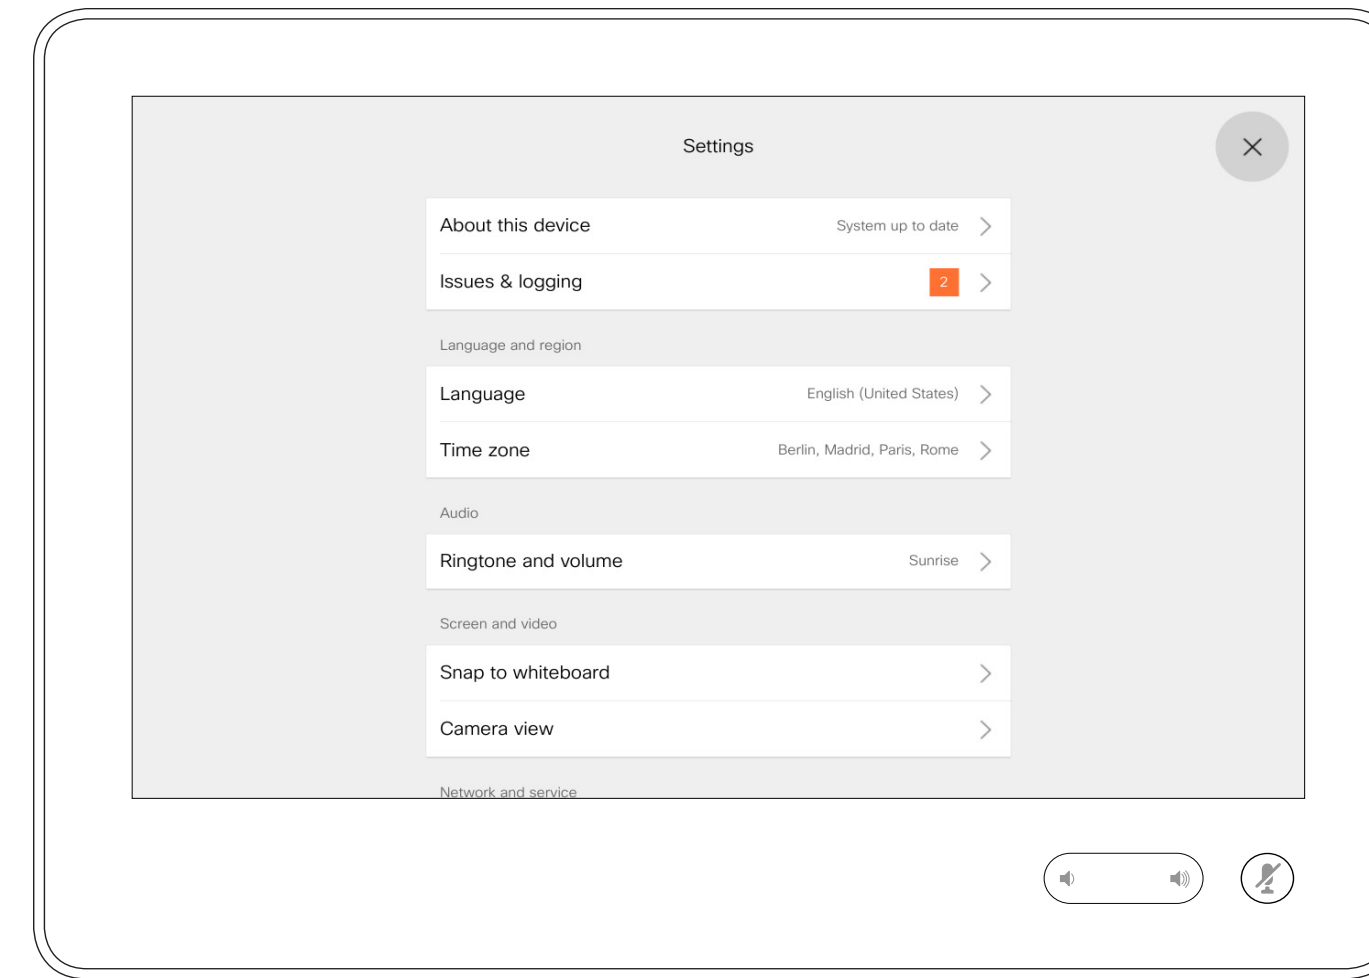 Settings
About this device System up to date
Issues & logging 2
Language and region
Language English (United States)
Time zone Berlin, Madrid, Paris, Rome
Audio
Ringtone and volume Sunrise
Screen and video
Snap to whiteboard
Camera view
Network and service